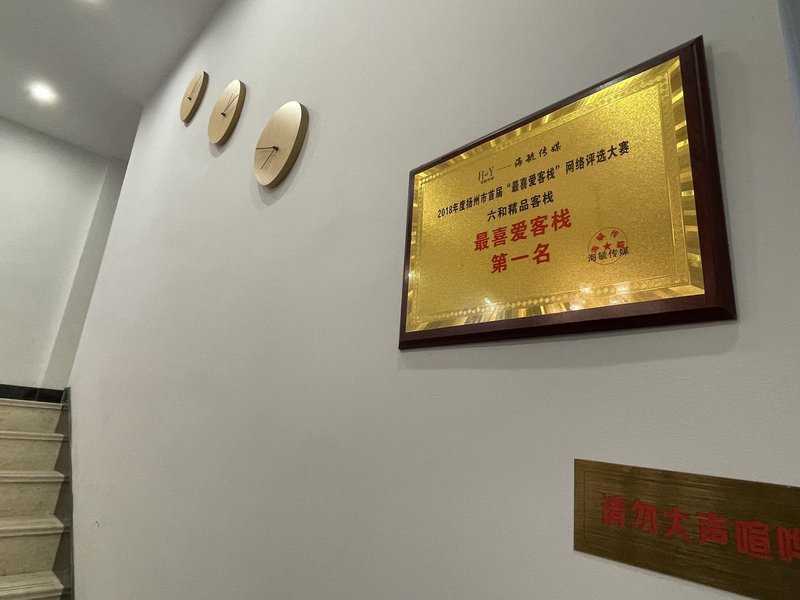 海敏传媒
2018年度扬州市首届“最喜爱客栈”网络评选大赛
六和精品客栈
最喜爱客栈
第一名
海敏传媒
请勿大声喧哗